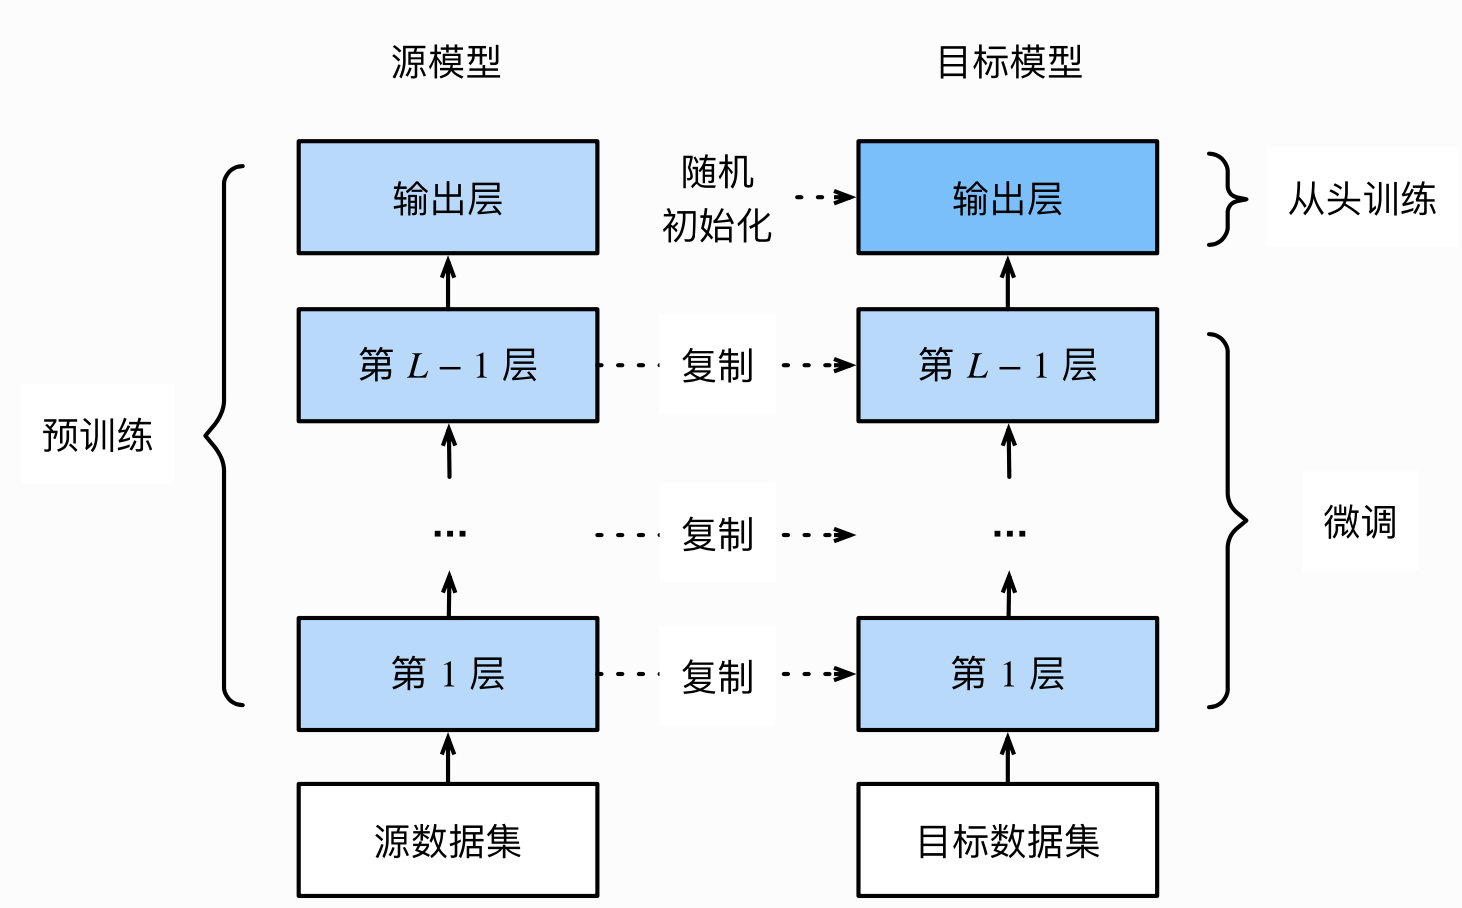 源模型
目标模型
输出层
随机
初始化
输出层
从头训练
第 L – 1 层
复制
第 L – 1 层
预训练
...
复制
...
微调
第 1 层
复制
第 1 层
源数据集
目标数据集